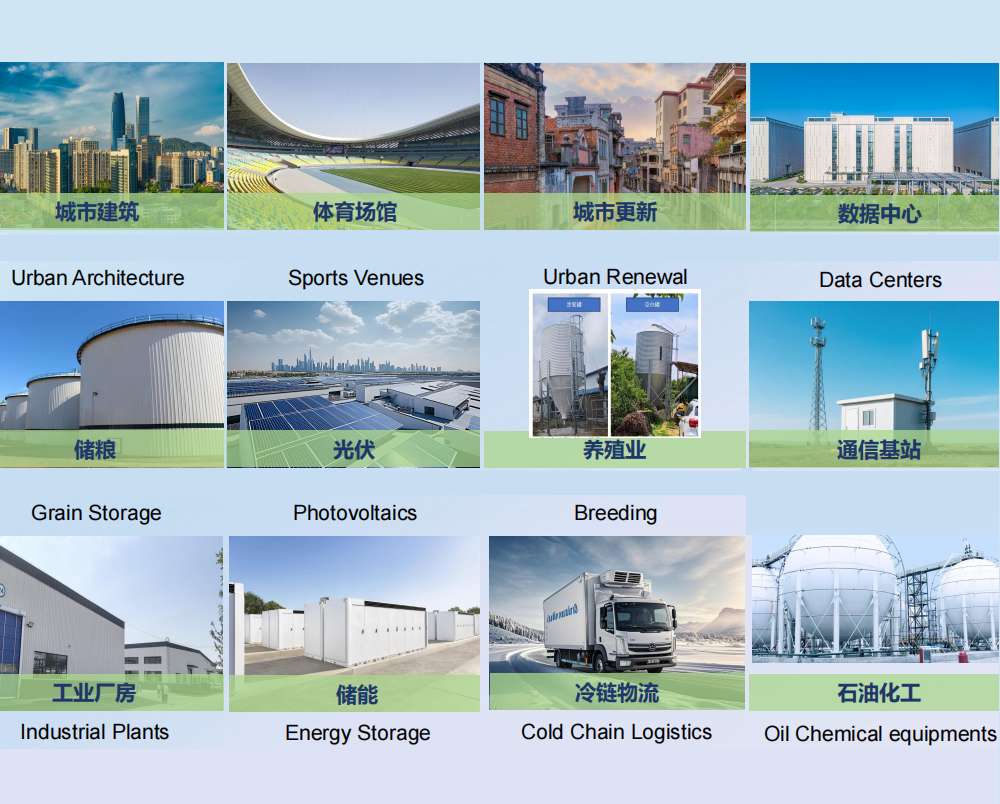 城市建筑
体育场馆
城市更新
数据中心
Urban Architecture
Sports Venues
Urban Renewal
Data Centers
空白罐
储粮
光伏
养殖业
通信基站
Grain Storage
Photovoltaics
Breeding
工业厂房
储能
冷链物流
石油化工
Industrial Plants
Energy Storage
Cold Chain Logistics
Oil Chemical equipments